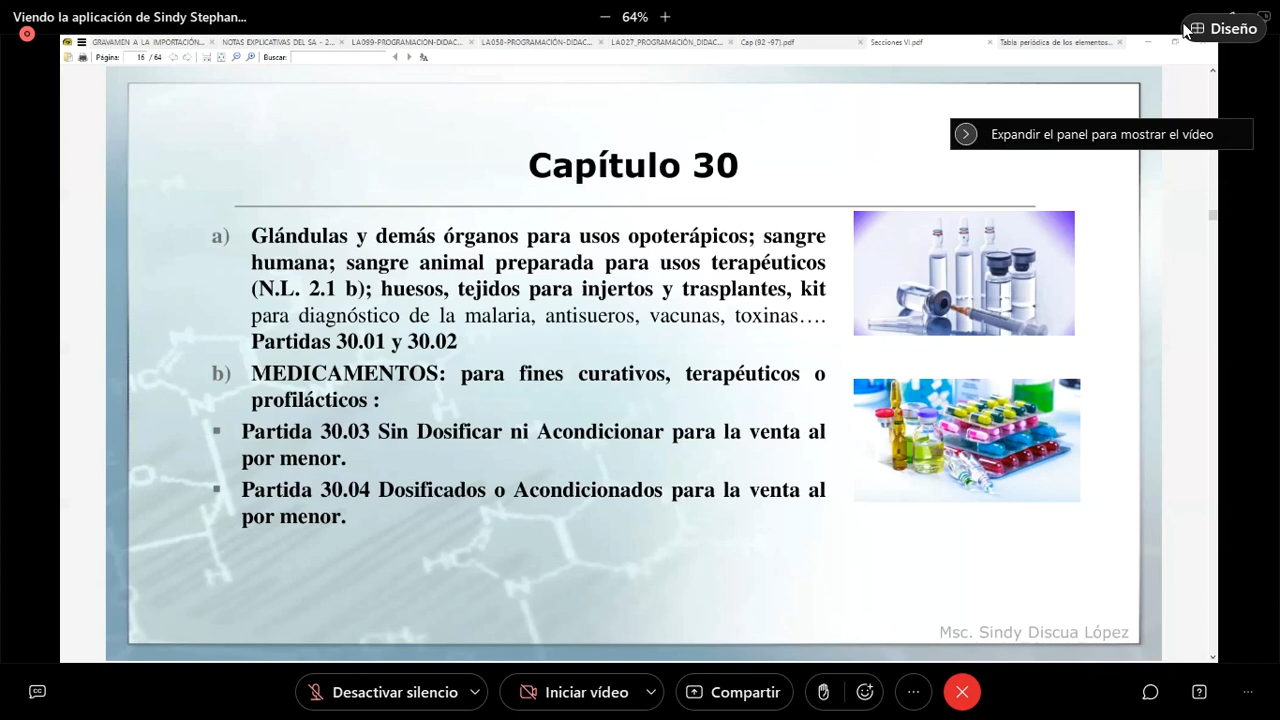 Viendo la aplicación de Sindy Stephan...
64%
Diseño
GRAVAMEN A LA IMPORTACIÓN...
NOTAS EXPLICATIVAS DEL SA - 2...
LA099-PROGRAMACION-DIDAC...
LA058-PROGRAMACIÓN-DIDAC...
LA027_PROGRAMACIÓN_DIDAC...
Cap (92 -97).pdf
Secciones VI.pdf
Tabla periódica de los elementos...
Página: 16 / 64
Buscar:
Expandir el panel para mostrar el vídeo
Capítulo 30
a) Glándulas y demás órganos para usos opoterápicos; sangre
humana; sangre animal preparada para usos terapéuticos
(N.L. 2.1 b); huesos, tejidos para injertos y trasplantes, kit
para diagnóstico de la malaria, antisueros, vacunas, toxinas….
Partidas 30.01 y 30.02
b) MEDICAMENTOS: para fines curativos, terapéuticos o
profilácticos :
Partida 30.03 Sin Dosificar ni Acondicionar para la venta al
por menor.
Partida 30.04 Dosificados o Acondicionados para la venta al
por menor.
Msc. Sindy Discua López
Desactivar silencio
Iniciar vídeo
Compartir